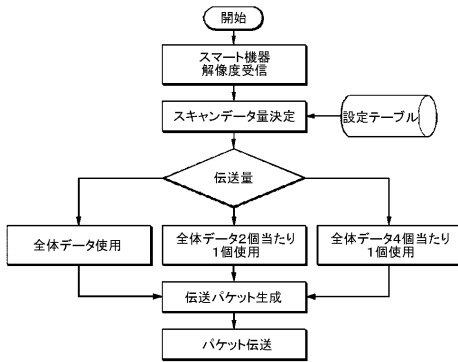 開始
スマート機器
解像度受信
スキャンデータ量決定
設定テーブル
伝送量
全体データ使用
全体データ2個当たり
1個使用
全体データ4個当たり
1個使用
伝送パケット生成
パケット伝送